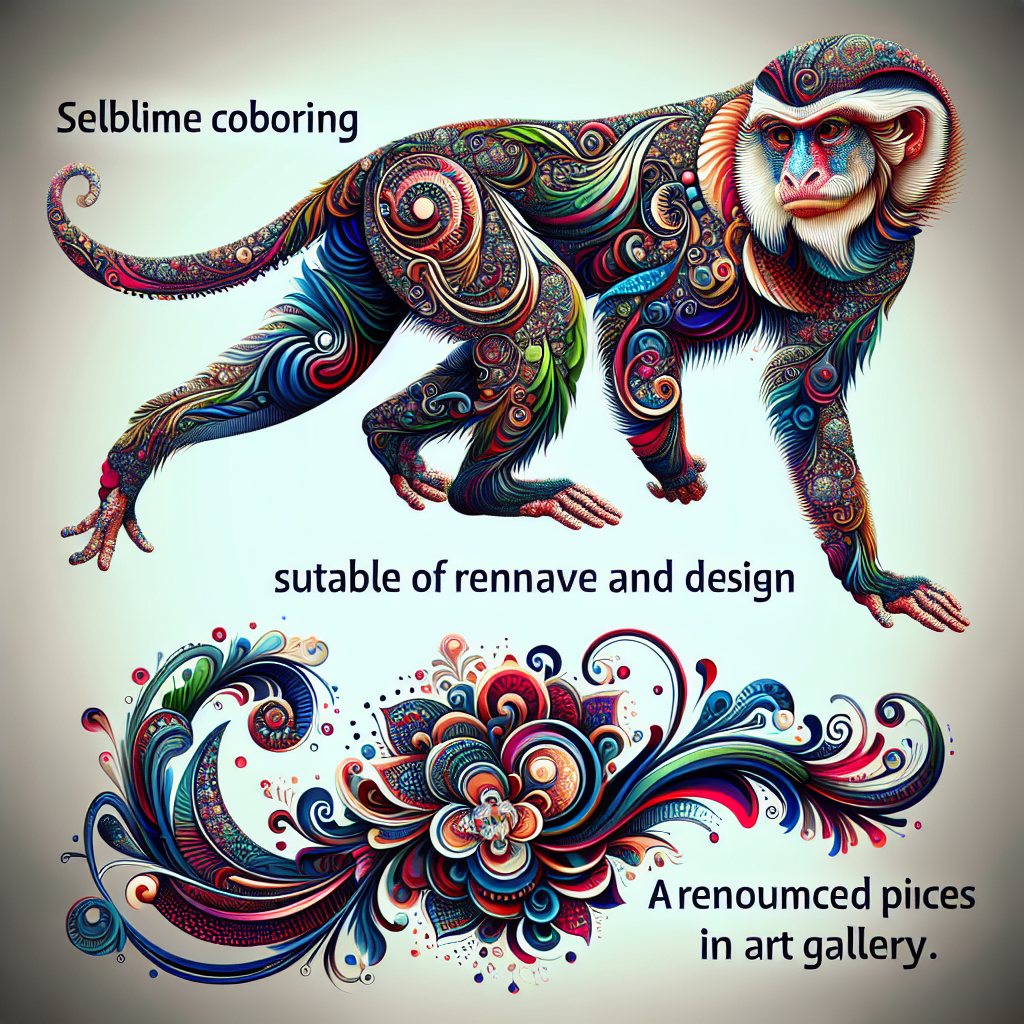 Selblime coboring
sutable of rennave and design
A renoumced piices
in art gallery.